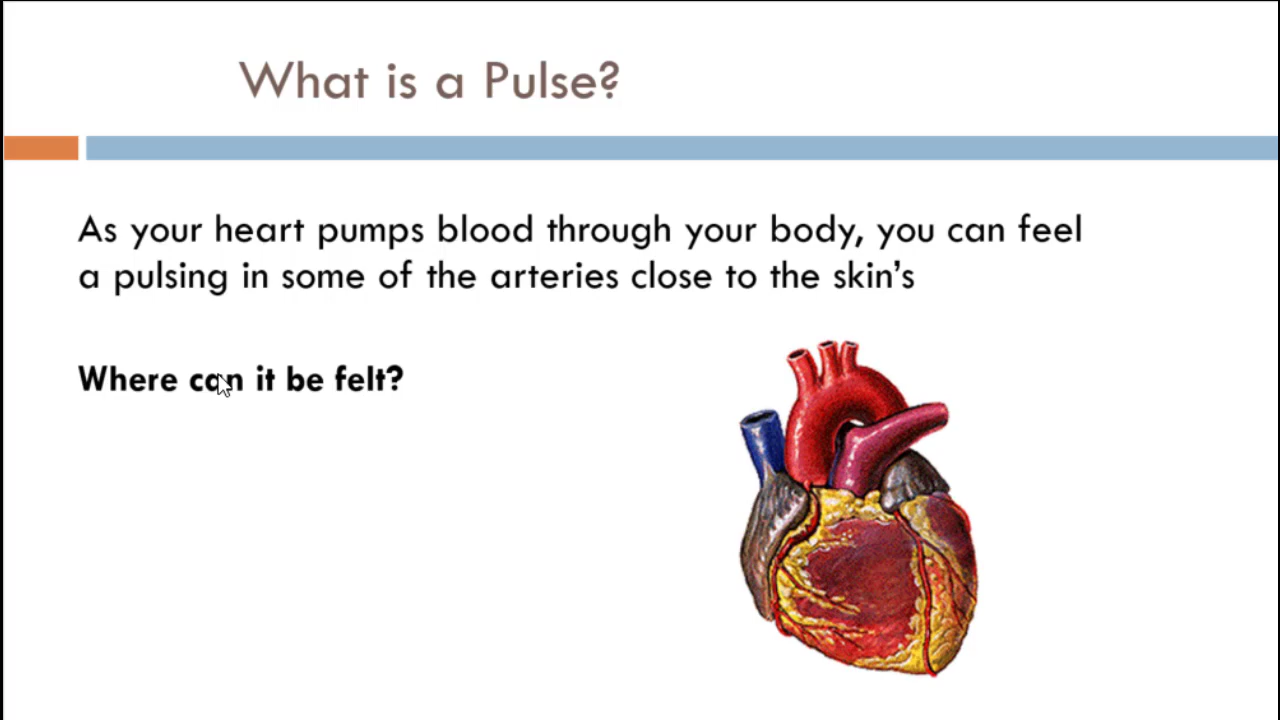 What is a Pulse?
As your heart pumps blood through your body, you can feel
a pulsing in some of the arteries close to the skin’s
Where can it be felt?